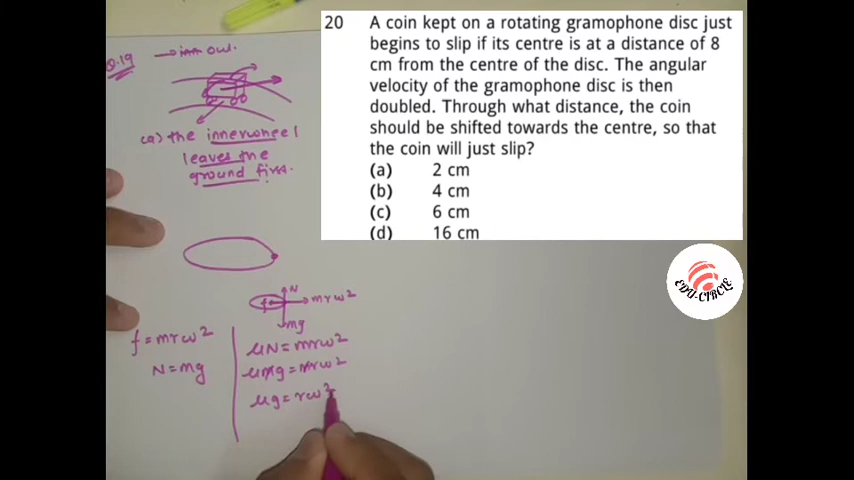 20 A coin kept on a rotating gramophone disc just
begins to slip if its centre is at a distance of 8
cm from the centre of the disc. The angular
velocity of the gramophone disc is then
doubled. Through what distance, the coin
should be shifted towards the centre, so that
the coin will just slip?
(a) 2 cm
(b) 4 cm
(c) 6 cm
(d) 16 cm
Q.19
out.
(a) the innerwheel
leaves the
ground first.
N
f
mrω²
mg
f = mrω²
N = mg
μN = mrω²
μmg = mrω²
μg = rω²
EDU-CIRCLE